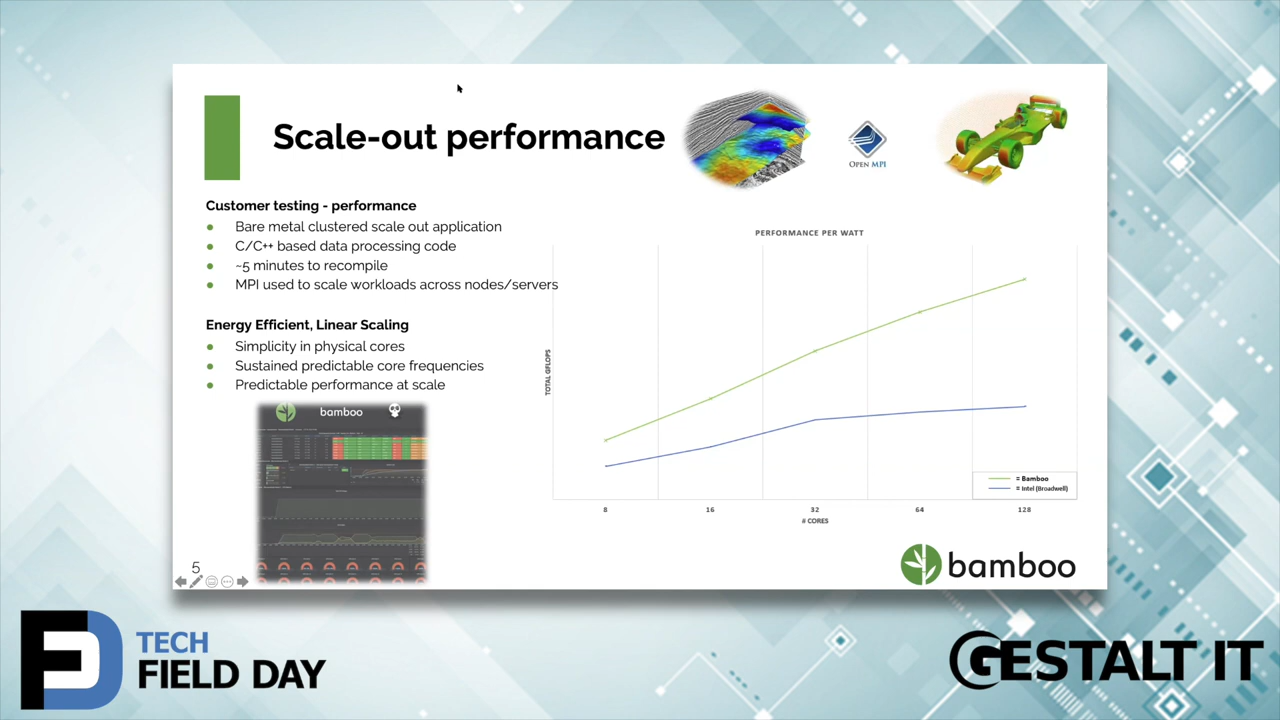 Scale-out performance
OPEN MPI
Customer testing - performance
Bare metal clustered scale out application
C/C++ based data processing code
~5 minutes to recompile
MPI used to scale workloads across nodes/servers
Energy Efficient, Linear Scaling
Simplicity in physical cores
Sustained predictable core frequencies
Predictable performance at scale
bamboo
PERFORMANCE PER WATT
TOTAL GFLOPS
= Bamboo
= Intel (Broadwell)
8 16 32 64 128
# CORES
5
bamboo
TECH
FIELD DAY
GESTALT IT